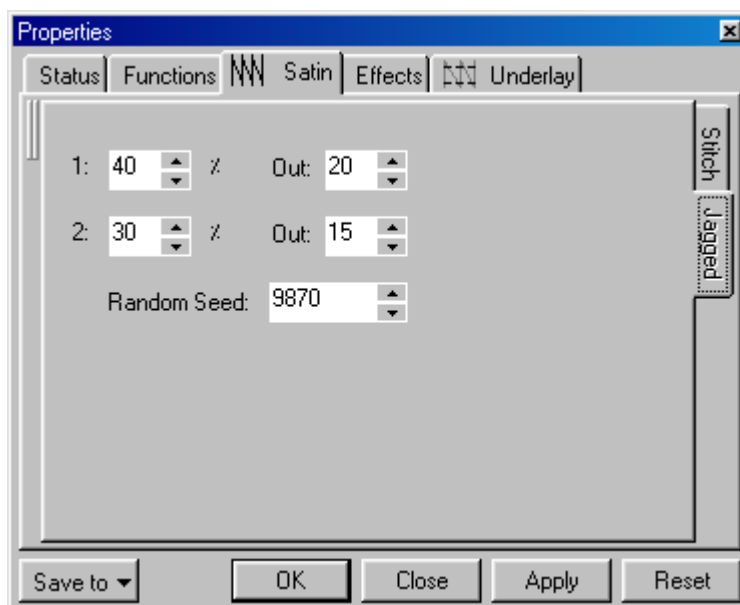 Properties
Status Functions Satin Effects Underlay
Stitch
Jagged
1: 40 % Out: 20
2: 30 % Out: 15
Random Seed: 9870
Save to OK Close Apply Reset